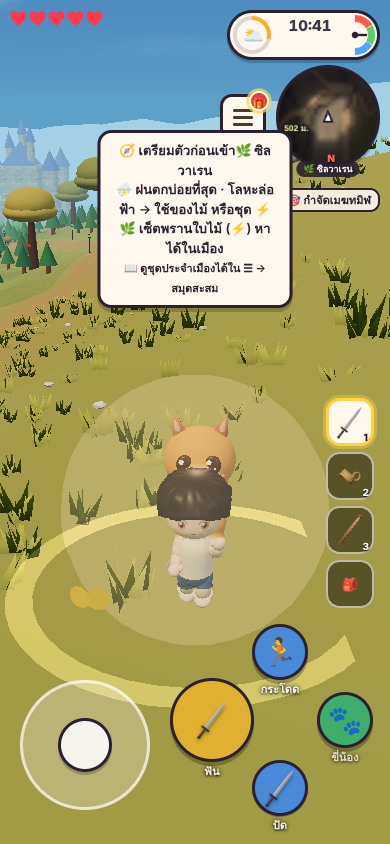 10:41
502 ม.
N
🌿 ซิลวาเรน
🎯 กำจัดเมฆทมิฬ
🧭 เตรียมตัวก่อนเข้า🌿 ซิล
วาเรน
⛈️ ฝนตกบ่อยที่สุด · โลหะล่อ
ฟ้า → ใช้ของไม้ หรือชุด ⚡
🌿 เซ็ตพรานใบไม้ (⚡) หา
ได้ในเมือง
📖 ดูชุดประจำเมืองได้ใน ☰ →
สมุดสะสม
1
2
3
กระโดด
ฟัน
ขี่น้อง
ปัด